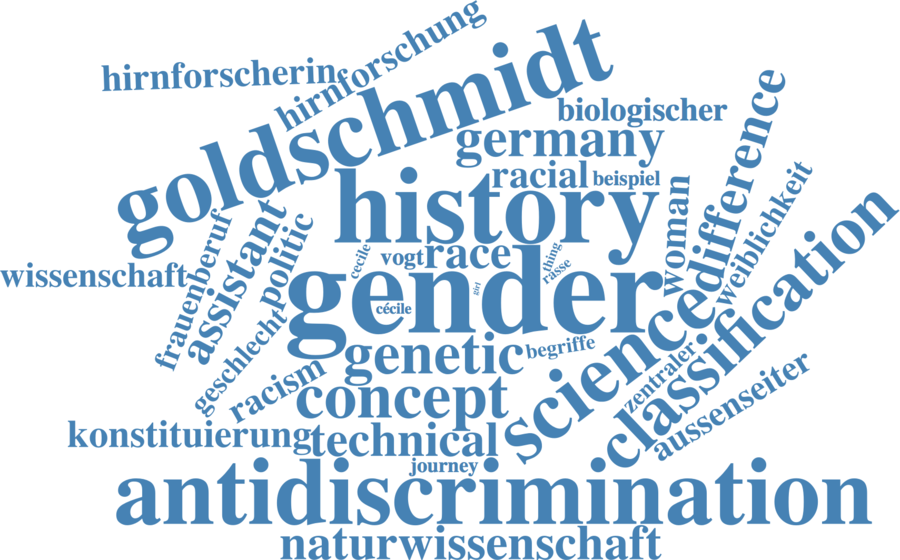 hirnforscherin
hirnforschung
goldschmidt
biologischer
germany
difference
racial
beispiel
history
woman
weiblichkeit
classification
wissenschaft
frauenberuf
assistant
politic
cecile
vogt
race
thing
rasse
gender
cécile
girl
geschlecht
genetic
begriffe
science
zentraler
aussenseiter
racism
concept
konstituierung
technical
journey
antidiscrimination
naturwissenschaft